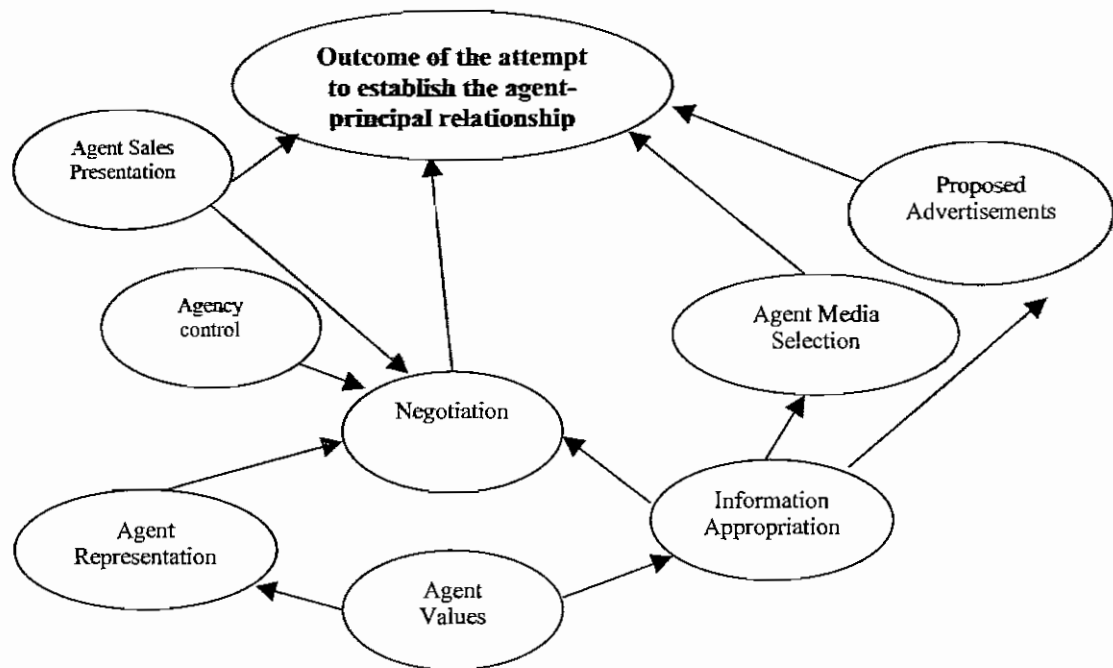 Outcome of the attempt
to establish the agent-
principal relationship
Agent Sales
Presentation
Proposed
Advertisements
Agency
control
Agent Media
Selection
Negotiation
Information
Appropriation
Agent
Representation
Agent
Values